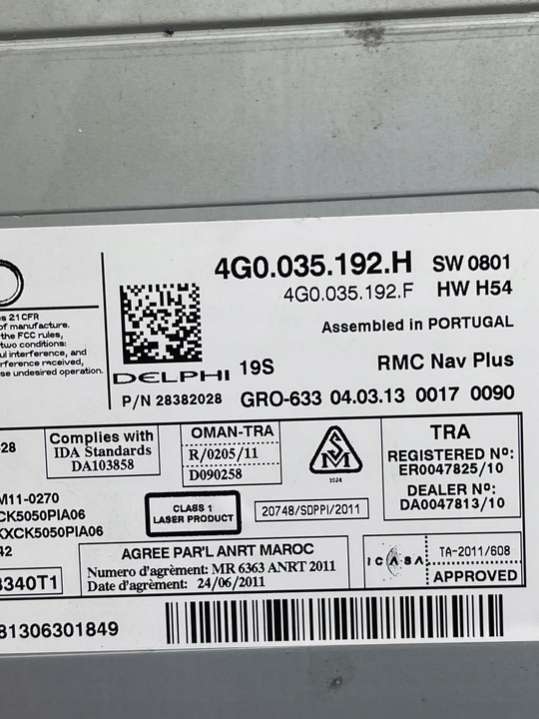 4G0.035.192.H SW 0801
4G0.035.192.F HW H54
Assembled in PORTUGAL
s 21 CFR
of manufacture.
the FCC rules,
two conditions:
ul interference, and
rference received,
se undesired operation.
DELPHI 19S
RMC Nav Plus
P/N 28382028
GRO-633 04.03.13 0017 0090
-28
Complies with
IDA Standards
DA103858
OMAN-TRA
R/0205/11
D090258
SM
1024
TRA
REGISTERED Nº:
ER0047825/10
DEALER Nº:
DA0047813/10
M11-0270
CK5050PIA06
XXCK5050PIA06
42
CLASS 1
LASER PRODUCT
20748/SDPPI/2011
3340T1
AGREE PAR'L ANRT MAROC
Numero d'agrément: MR 6363 ANRT 2011
Date d'agrèment: 24/06/2011
ICASA
TA-2011/608
APPROVED
81306301849